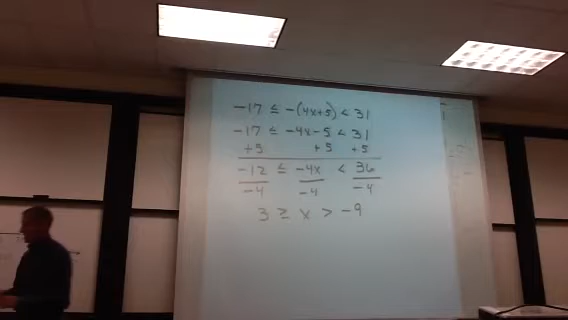 -17 ≤ -(4x+5) < 31
-17 ≤ -4x-5 < 31
+5 +5 +5
-12 ≤ -4x < 36
-4 -4 -4
3 ≥ x > -9